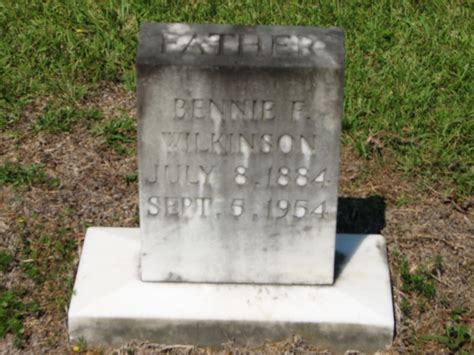 FATHER
BENNIE F.
WILKINSON
JULY 8, 1884
SEPT. 5, 1954